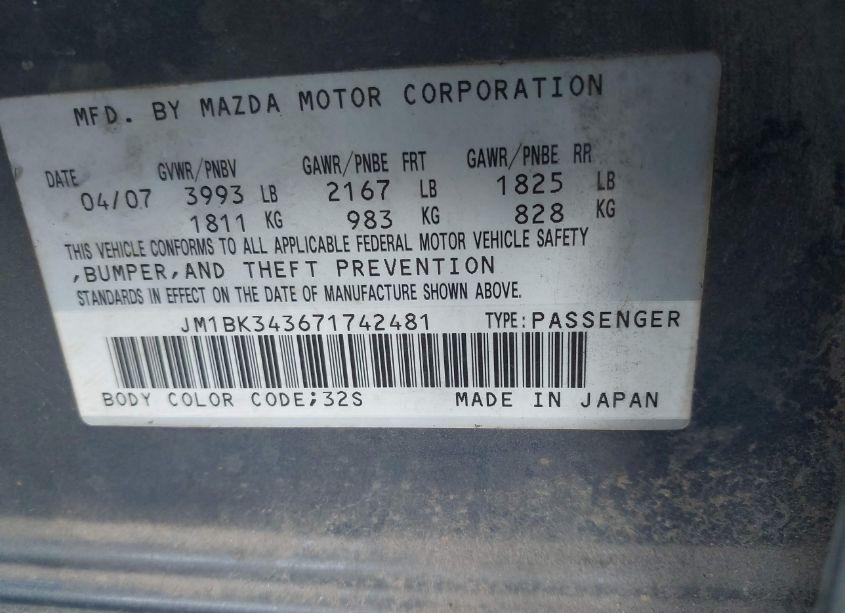 MFD. BY MAZDA MOTOR CORPORATION
DATE GVWR/PNBV GAWR/PNBE FRT GAWR/PNBE RR
04/07 3993 LB 2167 LB 1825 LB
1811 KG 983 KG 828 KG
THIS VEHICLE CONFORMS TO ALL APPLICABLE FEDERAL MOTOR VEHICLE SAFETY
,BUMPER,AND THEFT PREVENTION
STANDARDS IN EFFECT ON THE DATE OF MANUFACTURE SHOWN ABOVE.
JM1BK343671742481 TYPE:PASSENGER
BODY COLOR CODE;32S MADE IN JAPAN